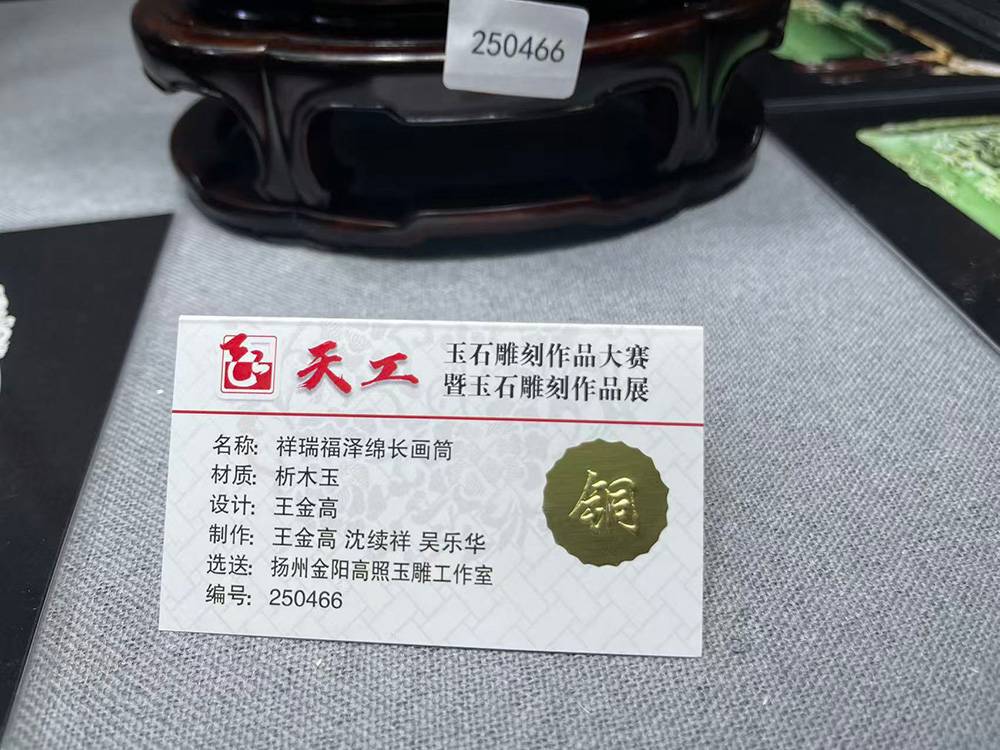 250466
天工
玉石雕刻作品大赛
暨玉石雕刻作品展
名称: 祥瑞福泽绵长画筒
材质: 析木玉
设计: 王金高
制作: 王金高 沈续祥 吴乐华
选送: 扬州金阳高照玉雕工作室
编号: 250466
铜